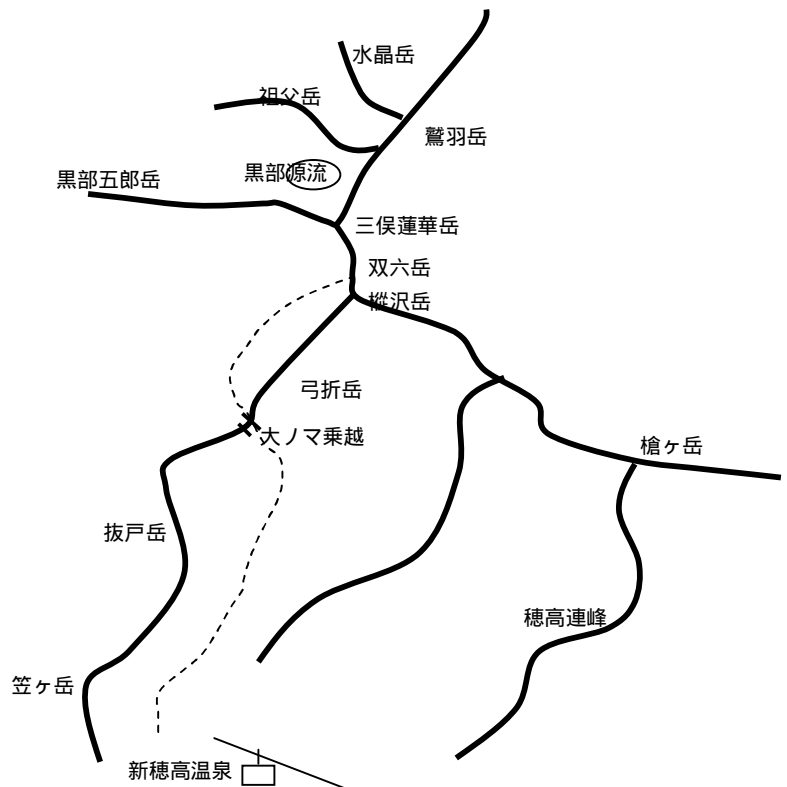 水晶岳
祖父岳
鷲羽岳
黒部源流
黒部五郎岳
三俣蓮華岳
双六岳
樅沢岳
弓折岳
大ノマ乗越
槍ヶ岳
抜戸岳
穂高連峰
笠ヶ岳
新穂高温泉